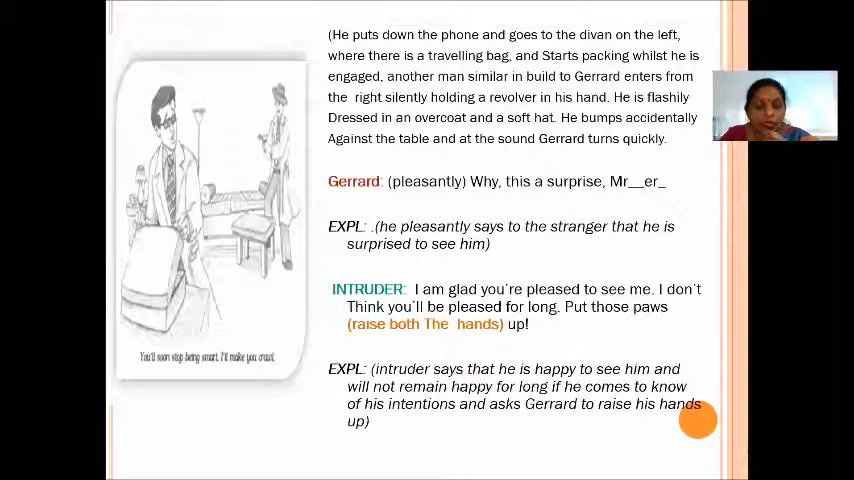 (He puts down the phone and goes to the divan on the left,
where there is a travelling bag, and Starts packing whilst he is
engaged, another man similar in build to Gerrard enters from
the right silently holding a revolver in his hand. He is flashily
Dressed in an overcoat and a soft hat. He bumps accidentally
Against the table and at the sound Gerrard turns quickly.
Gerrard: (pleasantly) Why, this a surprise, Mr__er_
EXPL: .(he pleasantly says to the stranger that he is
surprised to see him)
INTRUDER: I am glad you're pleased to see me. I don't
Think you'll be pleased for long. Put those paws
(raise both The hands) up!
EXPL: (intruder says that he is happy to see him and
will not remain happy for long if he comes to know
of his intentions and asks Gerrard to raise his hands
up)
You'll soon stop being smart. I'll make you crawl